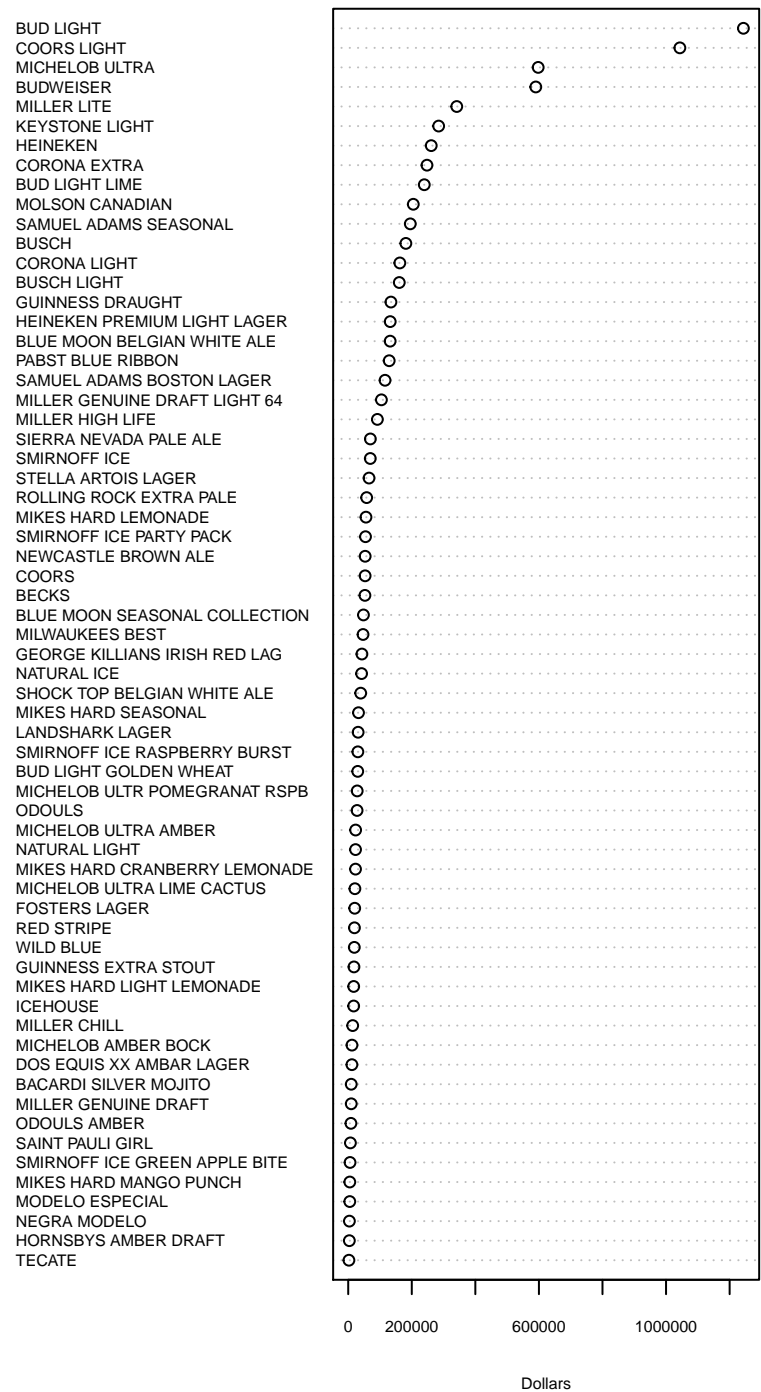 BUD LIGHT
COORS LIGHT
MICHELOB ULTRA
BUDWEISER
MILLER LITE
KEYSTONE LIGHT
HEINEKEN
CORONA EXTRA
BUD LIGHT LIME
MOLSON CANADIAN
SAMUEL ADAMS SEASONAL
BUSCH
CORONA LIGHT
BUSCH LIGHT
GUINNESS DRAUGHT
HEINEKEN PREMIUM LIGHT LAGER
BLUE MOON BELGIAN WHITE ALE
PABST BLUE RIBBON
SAMUEL ADAMS BOSTON LAGER
MILLER GENUINE DRAFT LIGHT 64
MILLER HIGH LIFE
SIERRA NEVADA PALE ALE
SMIRNOFF ICE
STELLA ARTOIS LAGER
ROLLING ROCK EXTRA PALE
MIKES HARD LEMONADE
SMIRNOFF ICE PARTY PACK
NEWCASTLE BROWN ALE
COORS
BECKS
BLUE MOON SEASONAL COLLECTION
MILWAUKEES BEST
GEORGE KILLIANS IRISH RED LAG
NATURAL ICE
SHOCK TOP BELGIAN WHITE ALE
MIKES HARD SEASONAL
LANDSHARK LAGER
SMIRNOFF ICE RASPBERRY BURST
BUD LIGHT GOLDEN WHEAT
MICHELOB ULTR POMEGRANAT RSPB
ODOULS
MICHELOB ULTRA AMBER
NATURAL LIGHT
MIKES HARD CRANBERRY LEMONADE
MICHELOB ULTRA LIME CACTUS
FOSTERS LAGER
RED STRIPE
WILD BLUE
GUINNESS EXTRA STOUT
MIKES HARD LIGHT LEMONADE
ICEHOUSE
MILLER CHILL
MICHELOB AMBER BOCK
DOS EQUIS XX AMBAR LAGER
BACARDI SILVER MOJITO
MILLER GENUINE DRAFT
ODOULS AMBER
SAINT PAULI GIRL
SMIRNOFF ICE GREEN APPLE BITE
MIKES HARD MANGO PUNCH
MODELO ESPECIAL
NEGRA MODELO
HORNSBYS AMBER DRAFT
TECATE
0 200000 600000 1000000
Dollars